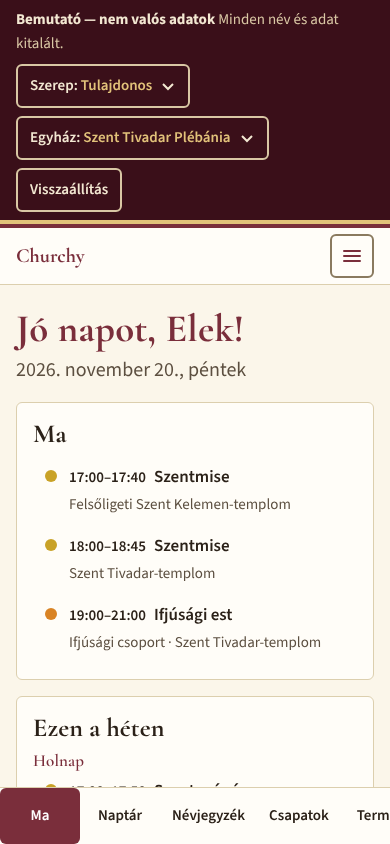 Bemutató — nem valós adatok Minden név és adat
kitalált.
Szerep: Tulajdonos
Egyház: Szent Tivadar Plébánia
Visszaállítás
Churchy
Jó napot, Elek!
2026. november 20., péntek
Ma
17:00–17:40 Szentmise
Felsőligeti Szent Kelemen-templom
18:00–18:45 Szentmise
Szent Tivadar-templom
19:00–21:00 Ifjúsági est
Ifjúsági csoport · Szent Tivadar-templom
Ezen a héten
Holnap
Ma Naptár Névjegyzék Csapatok Term